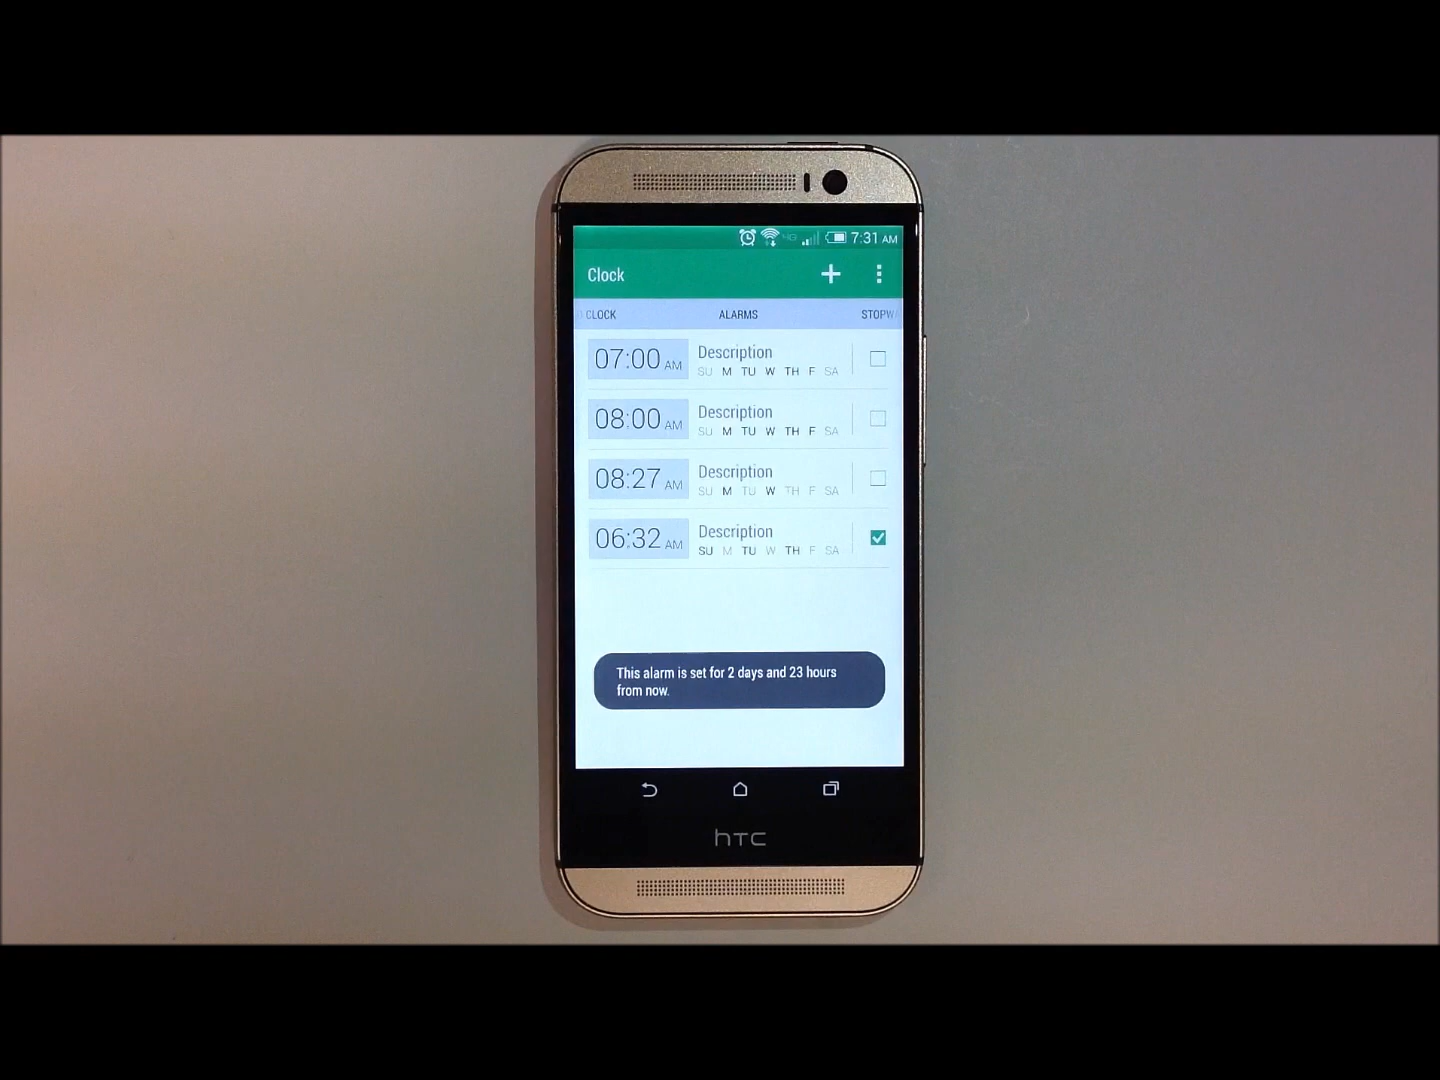 4G 7:31 AM
Clock
CLOCK ALARMS STOPW
07:00 AM Description
SU M TU W TH F SA
08:00 AM Description
SU M TU W TH F SA
08:27 AM Description
SU M TU W TH F SA
06:32 AM Description
SU M TU W TH F SA
This alarm is set for 2 days and 23 hours
from now.
hTC